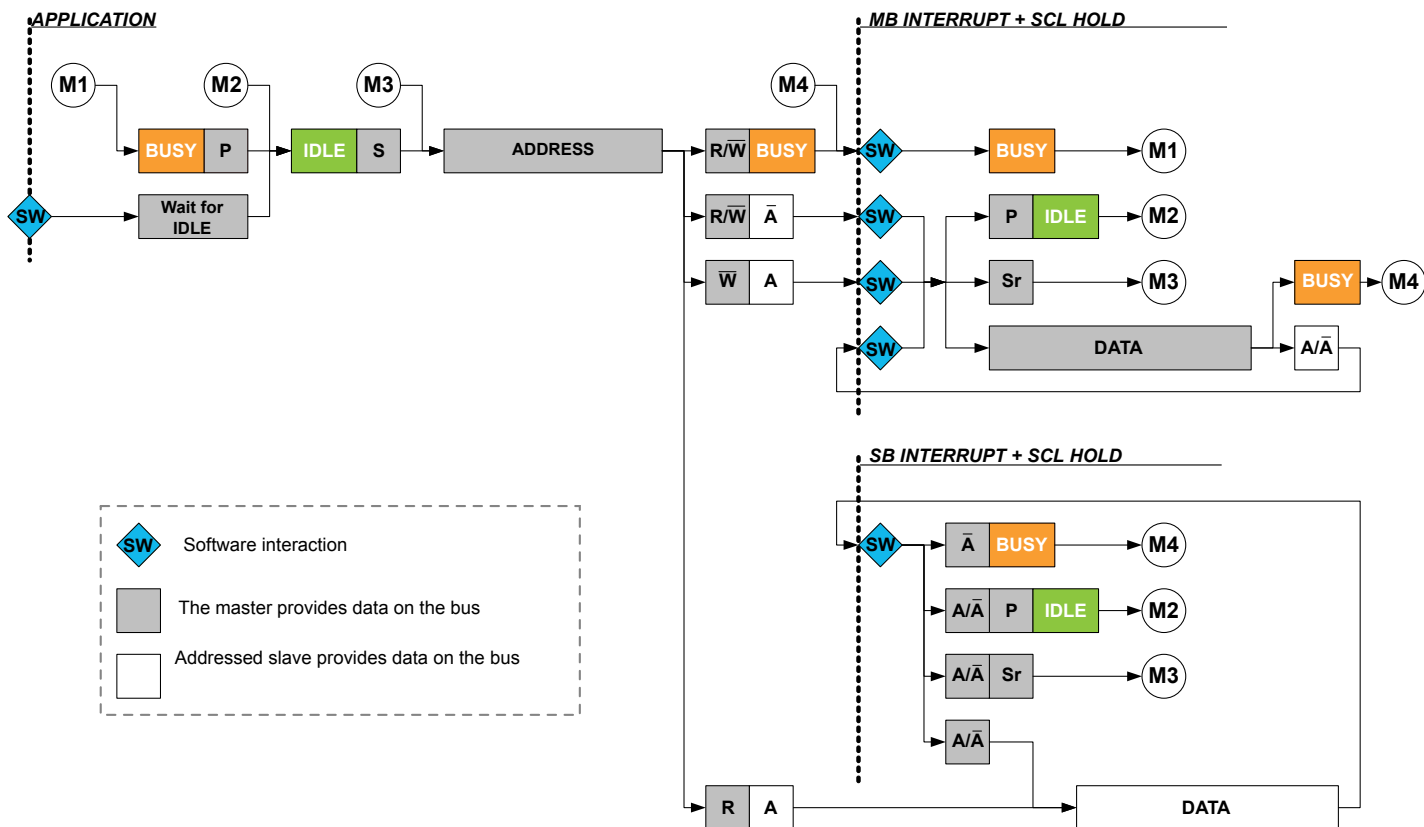 APPLICATION
MB INTERRUPT + SCL HOLD
M1
M2
M3
M4
BUSY P
IDLE S
ADDRESS
R/W̅ BUSY
SW
BUSY
M1
SW
Wait for
IDLE
R/W̅ A̅
SW
P IDLE
M2
W̅ A
SW
Sr
M3
BUSY
M4
SW
DATA
A/A̅
SB INTERRUPT + SCL HOLD
SW
A̅ BUSY
M4
A/A̅ P IDLE
M2
A/A̅ Sr
M3
A/A̅
R A
DATA
SW Software interaction
The master provides data on the bus
Addressed slave provides data on the bus